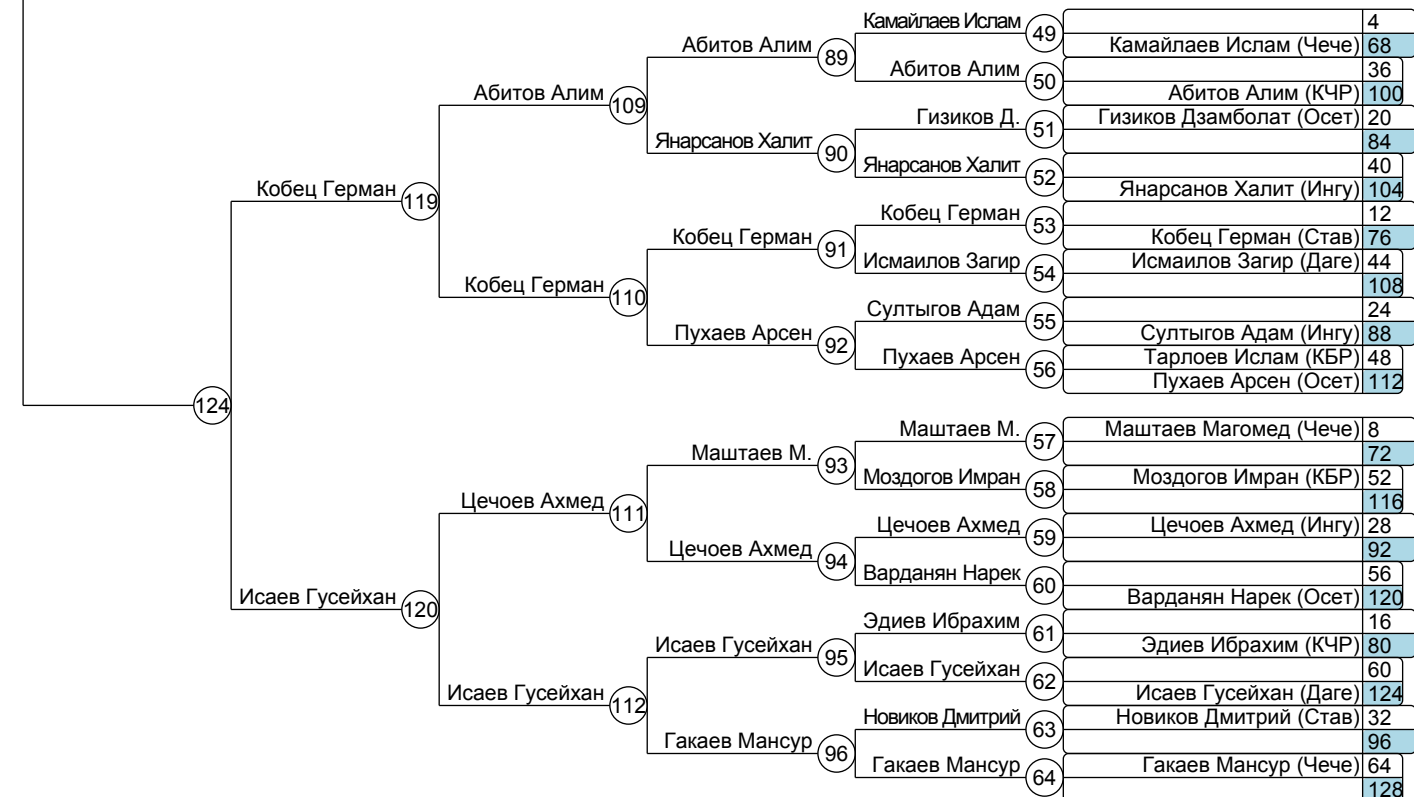 Камайлаев Ислам 49 4
Абитов Алим 89 Камайлаев Ислам (Чече) 68
Абитов Алим 50 36
Абитов Алим 109 Абитов Алим (КЧР) 100
Гизиков Д. 51 Гизиков Дзамболат (Осет) 20
Янарсанов Халит 90 84
Янарсанов Халит 52 40
Кобец Герман 119 Янарсанов Халит (Ингу) 104
Кобец Герман 53 12
Кобец Герман 91 Кобец Герман (Став) 76
Исмаилов Загир 54 Исмаилов Загир (Даге) 44
Кобец Герман 110 108
Султыгов Адам 55 24
Пухаев Арсен 92 Султыгов Адам (Ингу) 88
Пухаев Арсен 56 Тарлоев Ислам (КБР) 48
Пухаев Арсен (Осет) 112
124
Маштаев М. 57 Маштаев Магомед (Чече) 8
Маштаев М. 93 72
Моздогов Имран 58 Моздогов Имран (КБР) 52
Цечоев Ахмед 111 116
Цечоев Ахмед 59 Цечоев Ахмед (Ингу) 28
Цечоев Ахмед 94 92
Варданян Нарек 60 56
Исаев Гусейхан 120 Варданян Нарек (Осет) 120
Эдиев Ибрахим 61 16
Исаев Гусейхан 95 Эдиев Ибрахим (КЧР) 80
Исаев Гусейхан 62 60
Исаев Гусейхан 112 Исаев Гусейхан (Даге) 124
Новиков Дмитрий 63 Новиков Дмитрий (Став) 32
Гакаев Мансур 96 96
Гакаев Мансур 64 Гакаев Мансур (Чече) 64
128